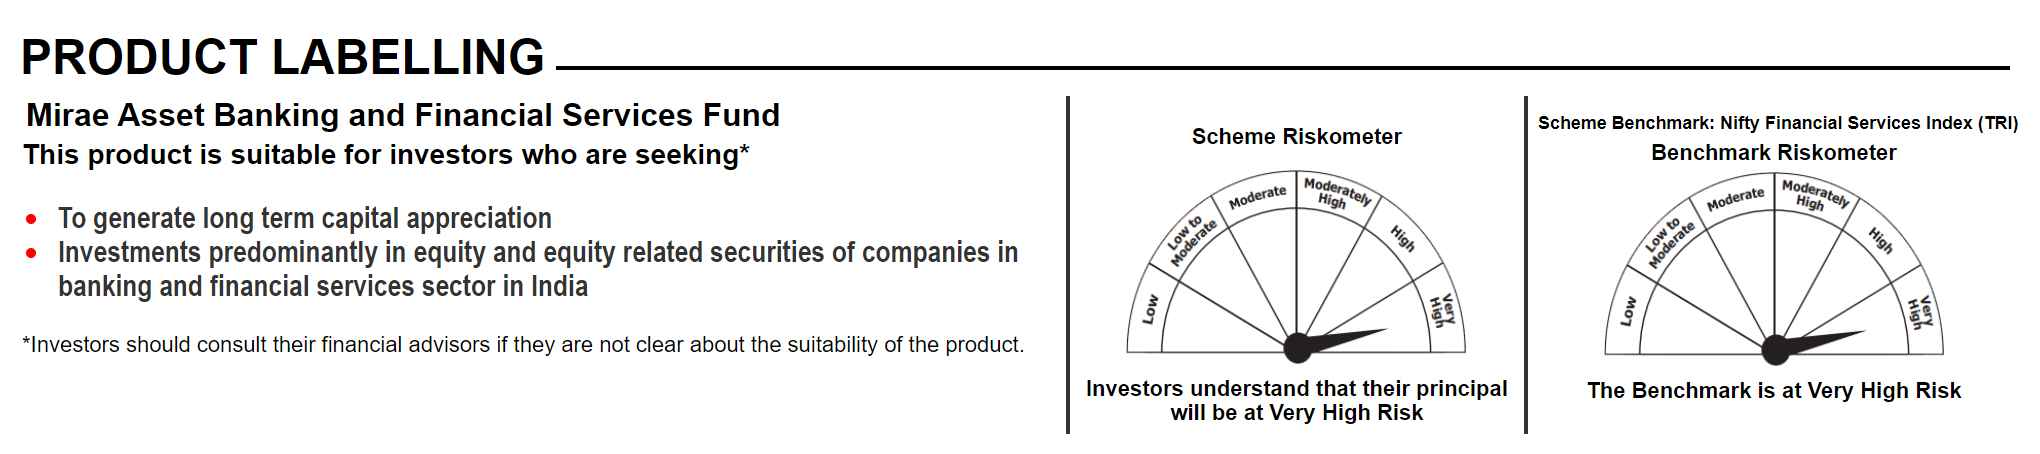 PRODUCT LABELLING
Mirae Asset Banking and Financial Services Fund
This product is suitable for investors who are seeking*
To generate long term capital appreciation
Investments predominantly in equity and equity related securities of companies in
banking and financial services sector in India
*Investors should consult their financial advisors if they are not clear about the suitability of the product.
Scheme Riskometer
Low
Low to
Moderate
Moderate
Moderately
High
High
Very
High
Investors understand that their principal
will be at Very High Risk
Scheme Benchmark: Nifty Financial Services Index (TRI)
Benchmark Riskometer
Low
Low to
Moderate
Moderate
Moderately
High
High
Very
High
The Benchmark is at Very High Risk